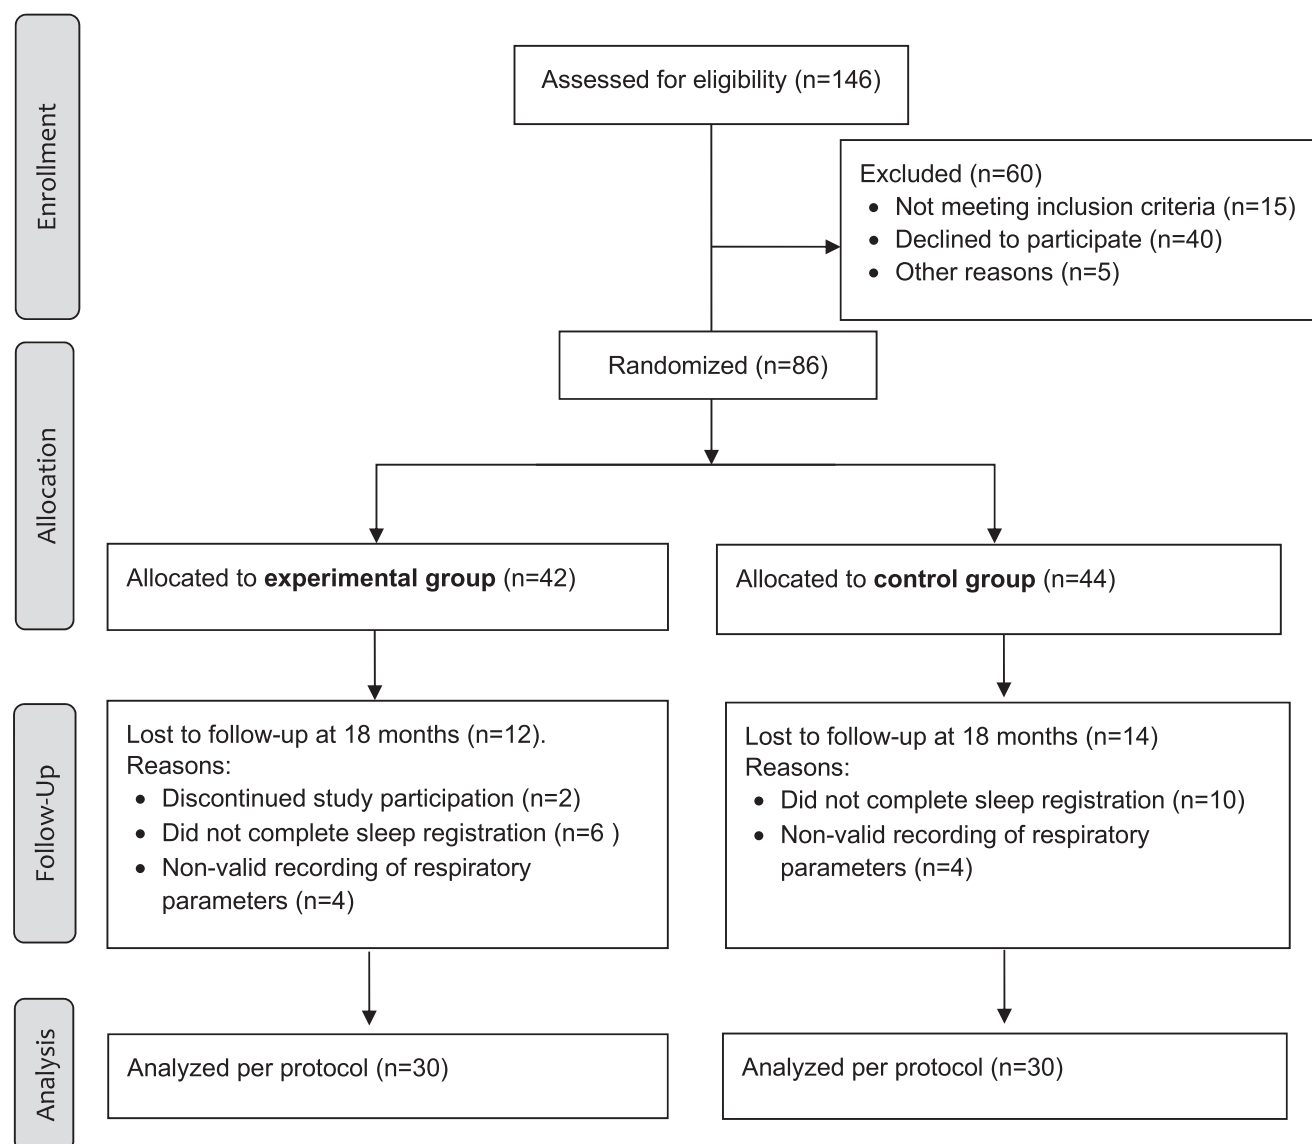 Enrollment
Assessed for eligibility (n=146)
Excluded (n=60)
• Not meeting inclusion criteria (n=15)
• Declined to participate (n=40)
• Other reasons (n=5)
Randomized (n=86)
Allocation
Allocated to experimental group (n=42)
Allocated to control group (n=44)
Follow-Up
Lost to follow-up at 18 months (n=12).
Reasons:
• Discontinued study participation (n=2)
• Did not complete sleep registration (n=6 )
• Non-valid recording of respiratory
parameters (n=4)
Lost to follow-up at 18 months (n=14)
Reasons:
• Did not complete sleep registration (n=10)
• Non-valid recording of respiratory
parameters (n=4)
Analysis
Analyzed per protocol (n=30)
Analyzed per protocol (n=30)